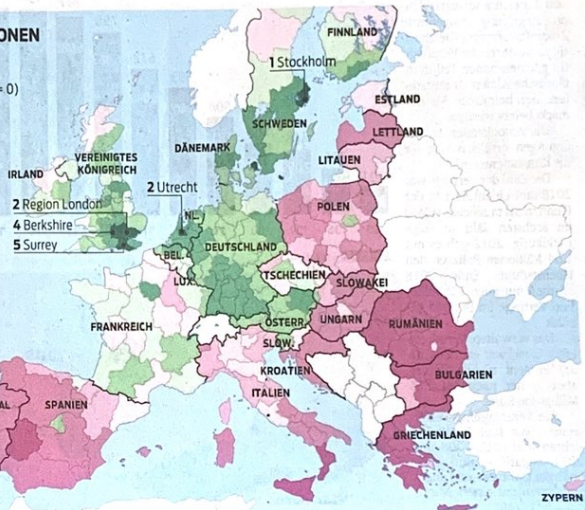 ONEN
= 0)
FINNLAND
1 Stockholm
ESTLAND
SCHWEDEN
LETTLAND
DÄNEMARK
LITAUEN
VEREINIGTES
KÖNIGREICH
IRLAND
2 Utrecht
2 Region London
NL.
POLEN
4 Berkshire
5 Surrey
DEUTSCHLAND
BEL.
TSCHECHIEN
LUX.
SLOWAKEI
FRANKREICH
ÖSTERR.
UNGARN
RUMÄNIEN
SLOW.
KROATIEN
BULGARIEN
ITALIEN
AL
SPANIEN
GRIECHENLAND
ZYPERN